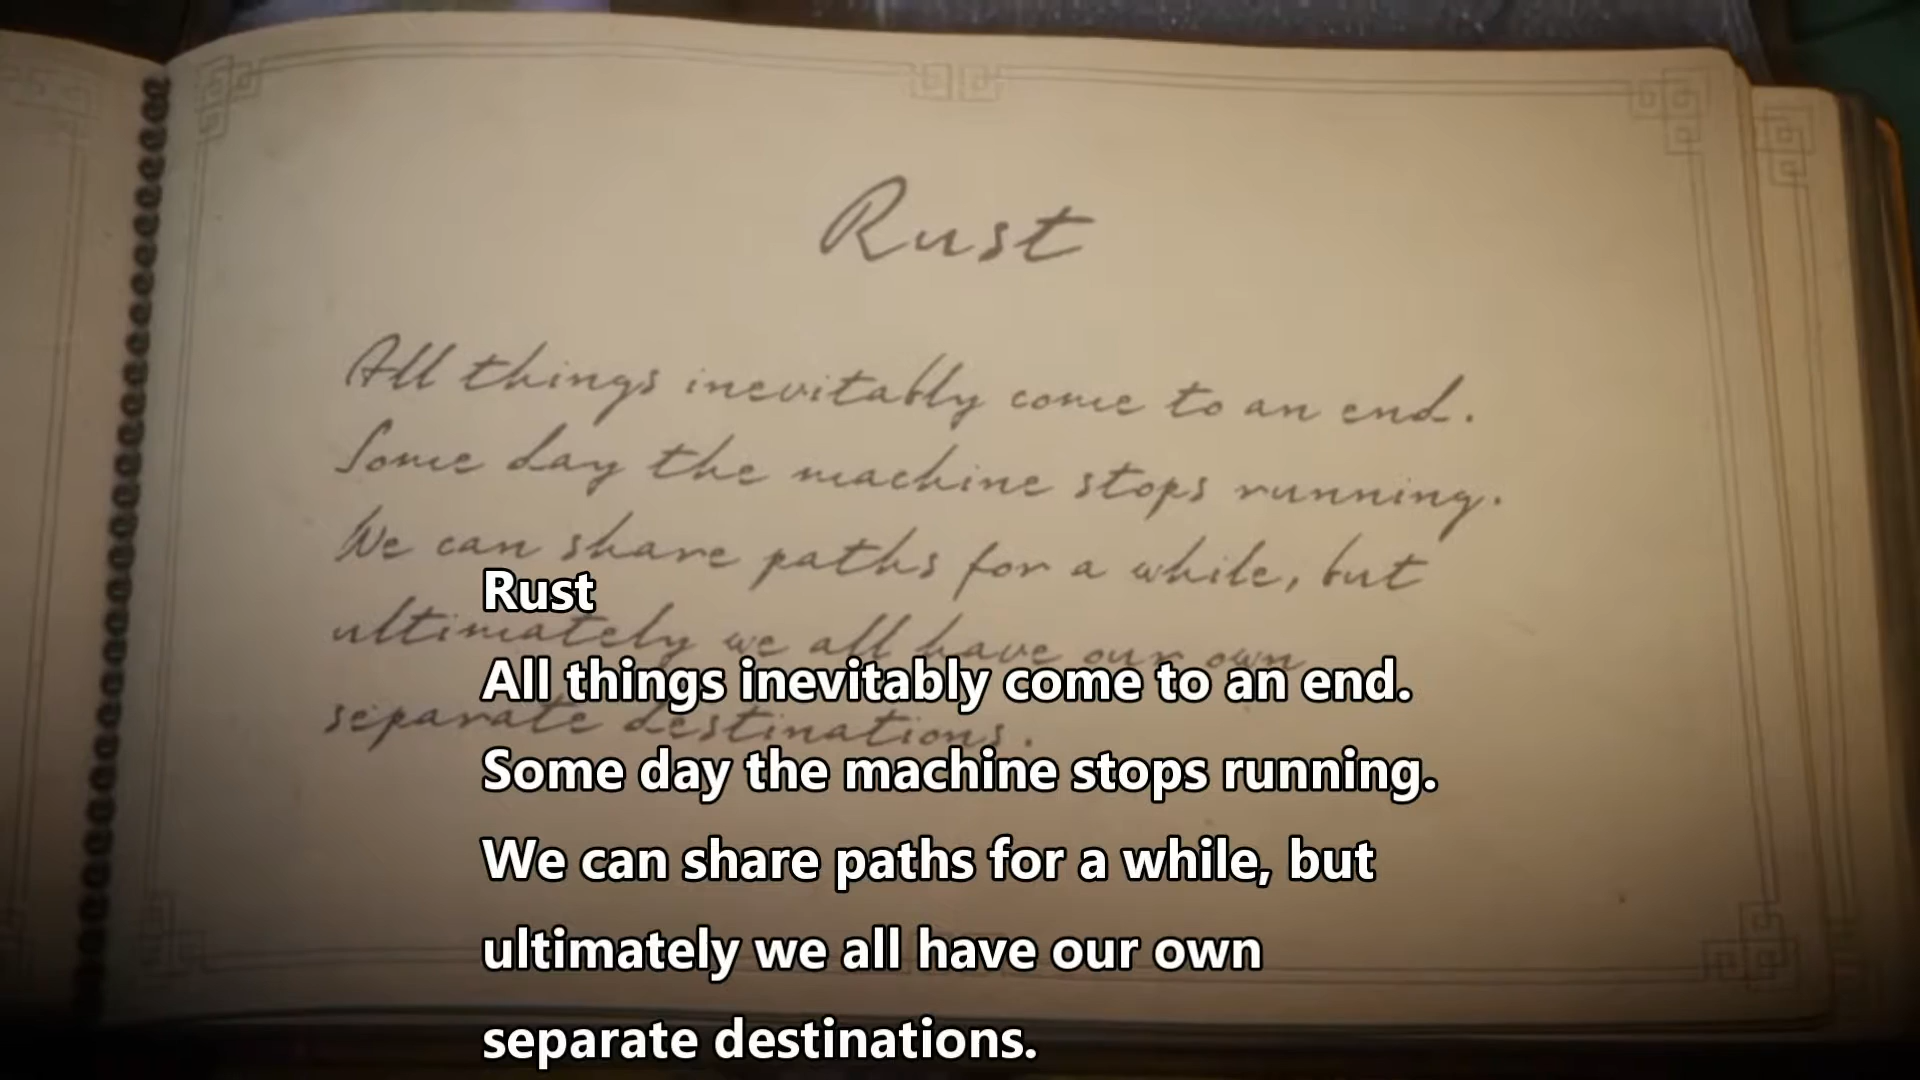 Rust
All things inevitably come to an end.
Some day the machine stops running.
We can share paths for a while, but
ultimately we all have our own
separate destinations.
Rust
All things inevitably come to an end.
Some day the machine stops running.
We can share paths for a while, but
ultimately we all have our own
separate destinations.